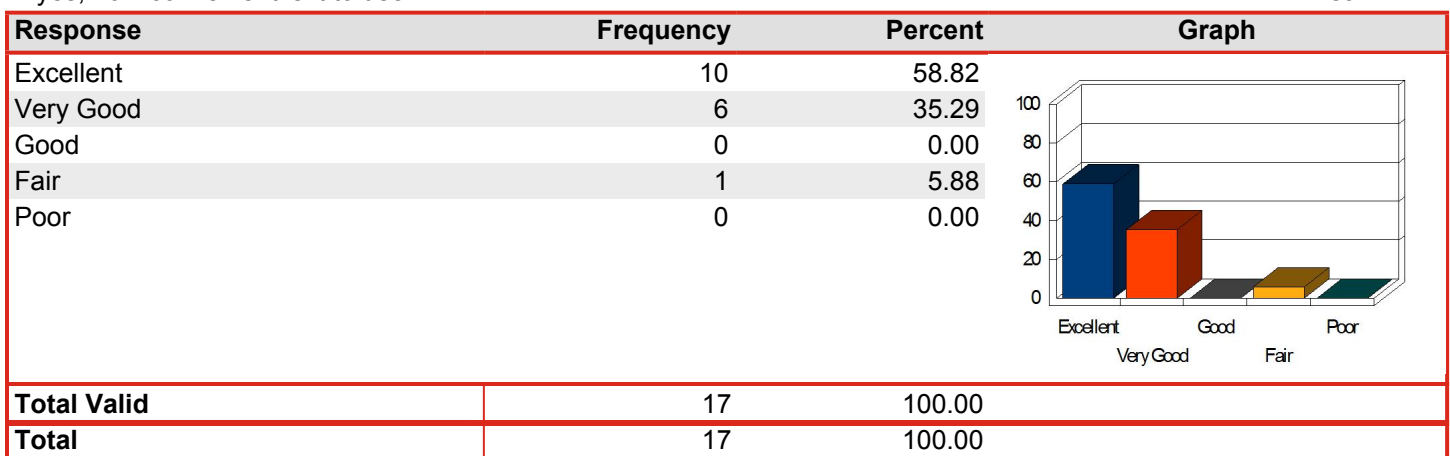 Response Frequency Percent Graph
Excellent 10 58.82
Very Good 6 35.29
Good 0 0.00
Fair 1 5.88
Poor 0 0.00
100
80
60
40
20
0
Excellent Good Poor
Very Good Fair
Total Valid 17 100.00
Total 17 100.00